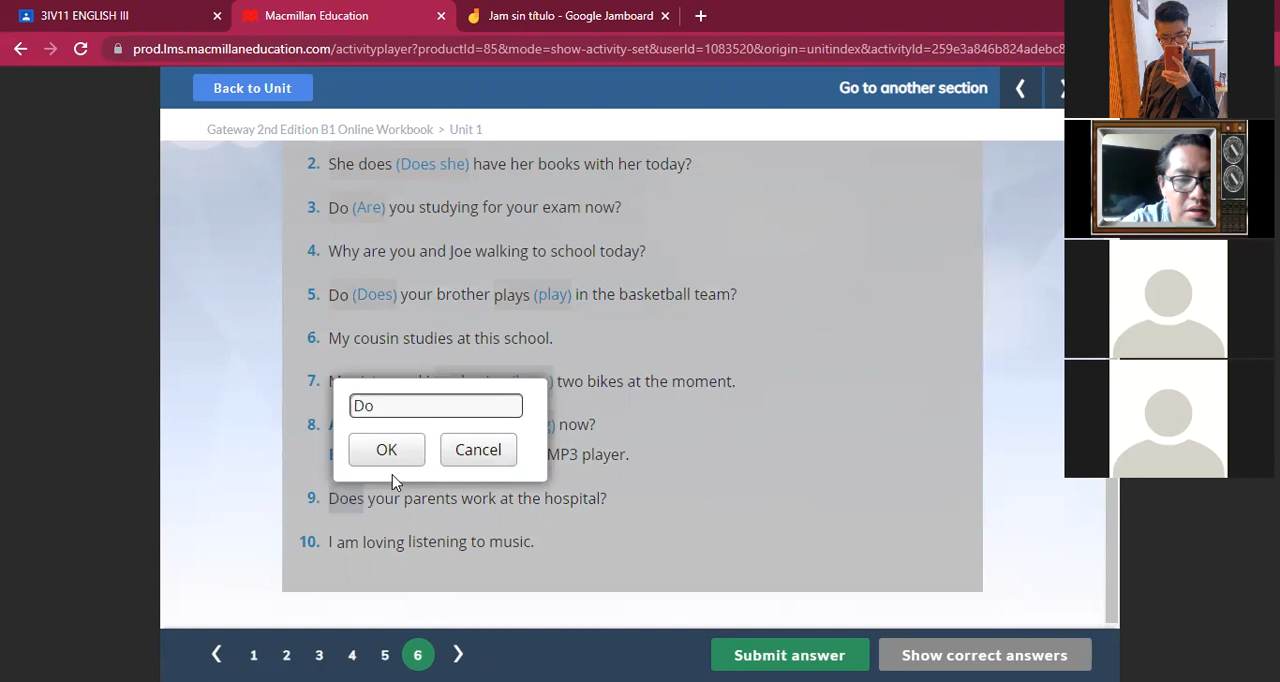 3IV11 ENGLISH III
Macmillan Education
Jam sin título - Google Jamboard
prod.lms.macmillaneducation.com/activityplayer?productId=85&mode=show-activity-set&userId=1083520&origin=unitindex&activityId=259e3a846b824adebc8
Back to Unit
Go to another section
Gateway 2nd Edition B1 Online Workbook > Unit 1
2. She does (Does she) have her books with her today?
3. Do (Are) you studying for your exam now?
4. Why are you and Joe walking to school today?
5. Do (Does) your brother plays (play) in the basketball team?
6. My cousin studies at this school.
7. two bikes at the moment.
Do
8. now?
OK Cancel
MP3 player.
9. Does your parents work at the hospital?
10. I am loving listening to music.
1 2 3 4 5 6
Submit answer
Show correct answers